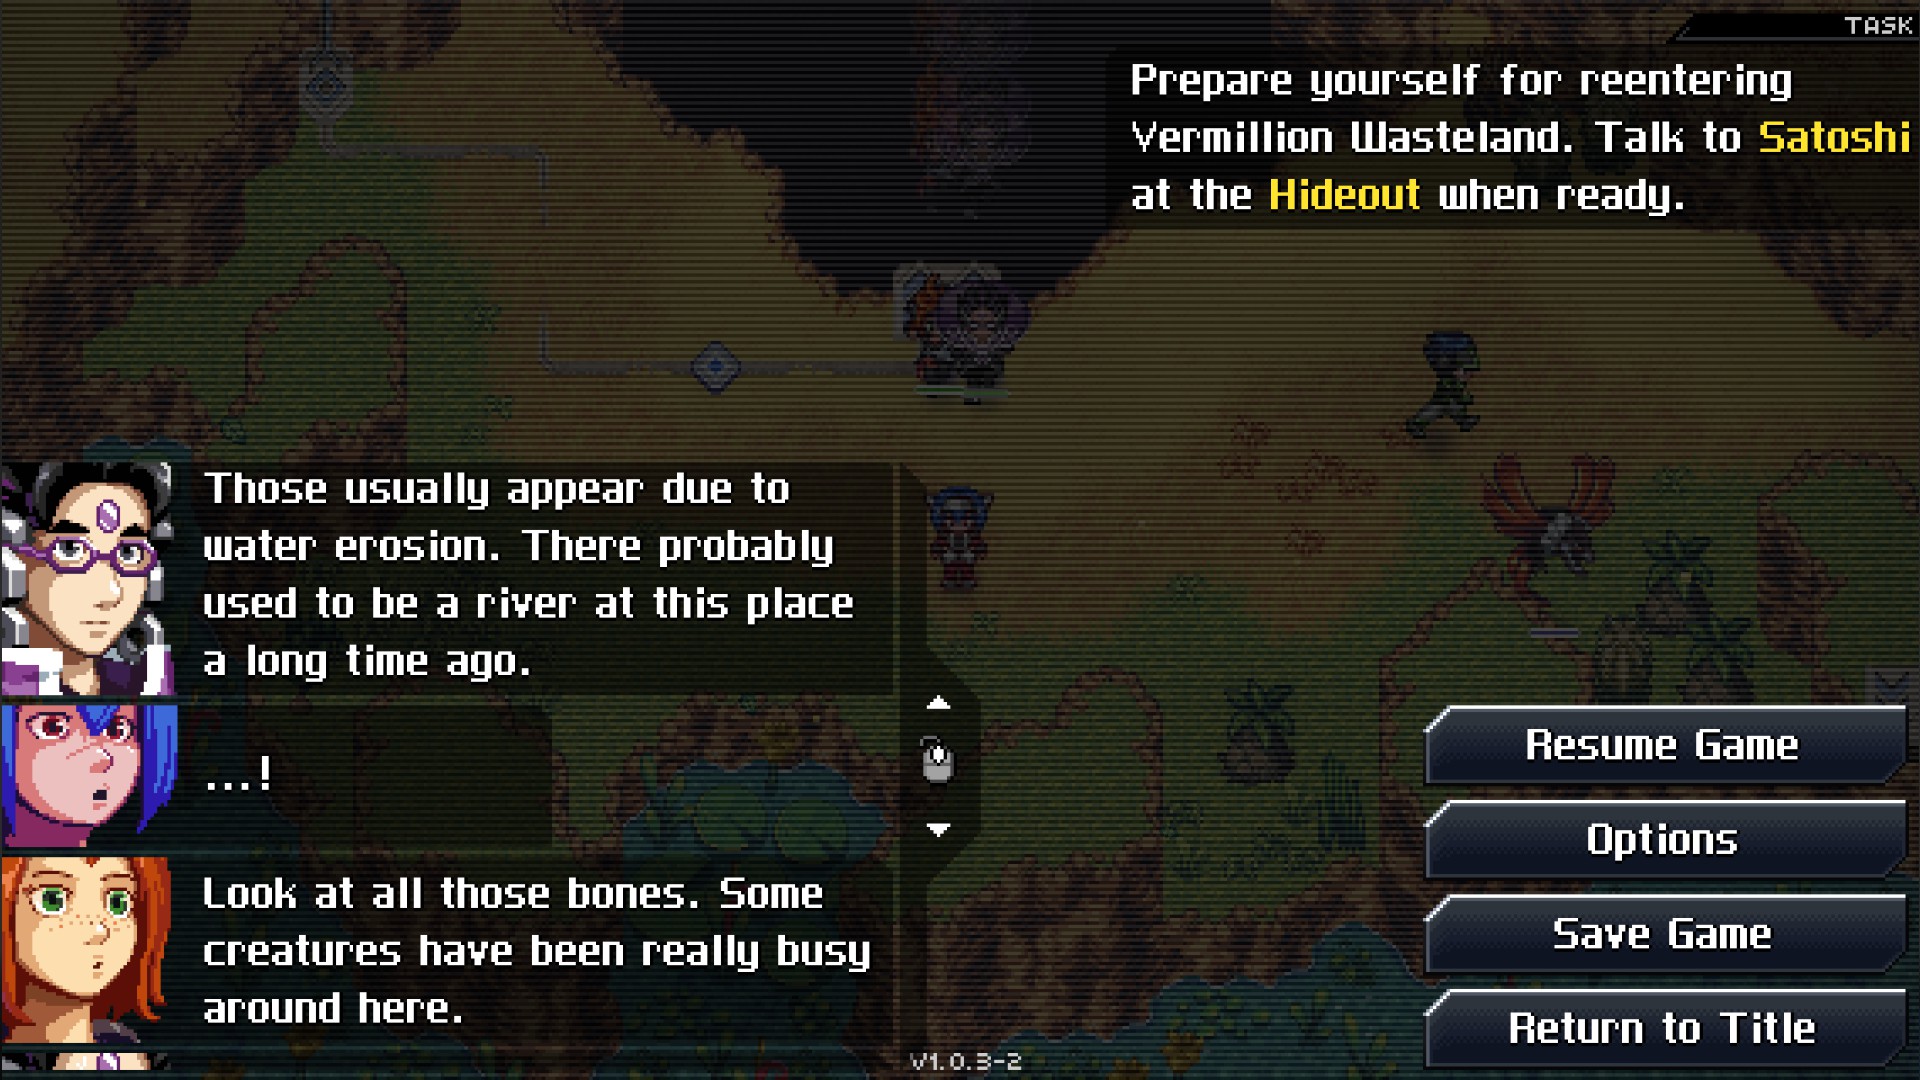 TASK
Prepare yourself for reentering
Vermillion Wasteland. Talk to Satoshi
at the Hideout when ready.
Those usually appear due to
water erosion. There probably
used to be a river at this place
a long time ago.
...!
Look at all those bones. Some
creatures have been really busy
around here.
Resume Game
Options
Save Game
Return to Title
V1.0.3-2